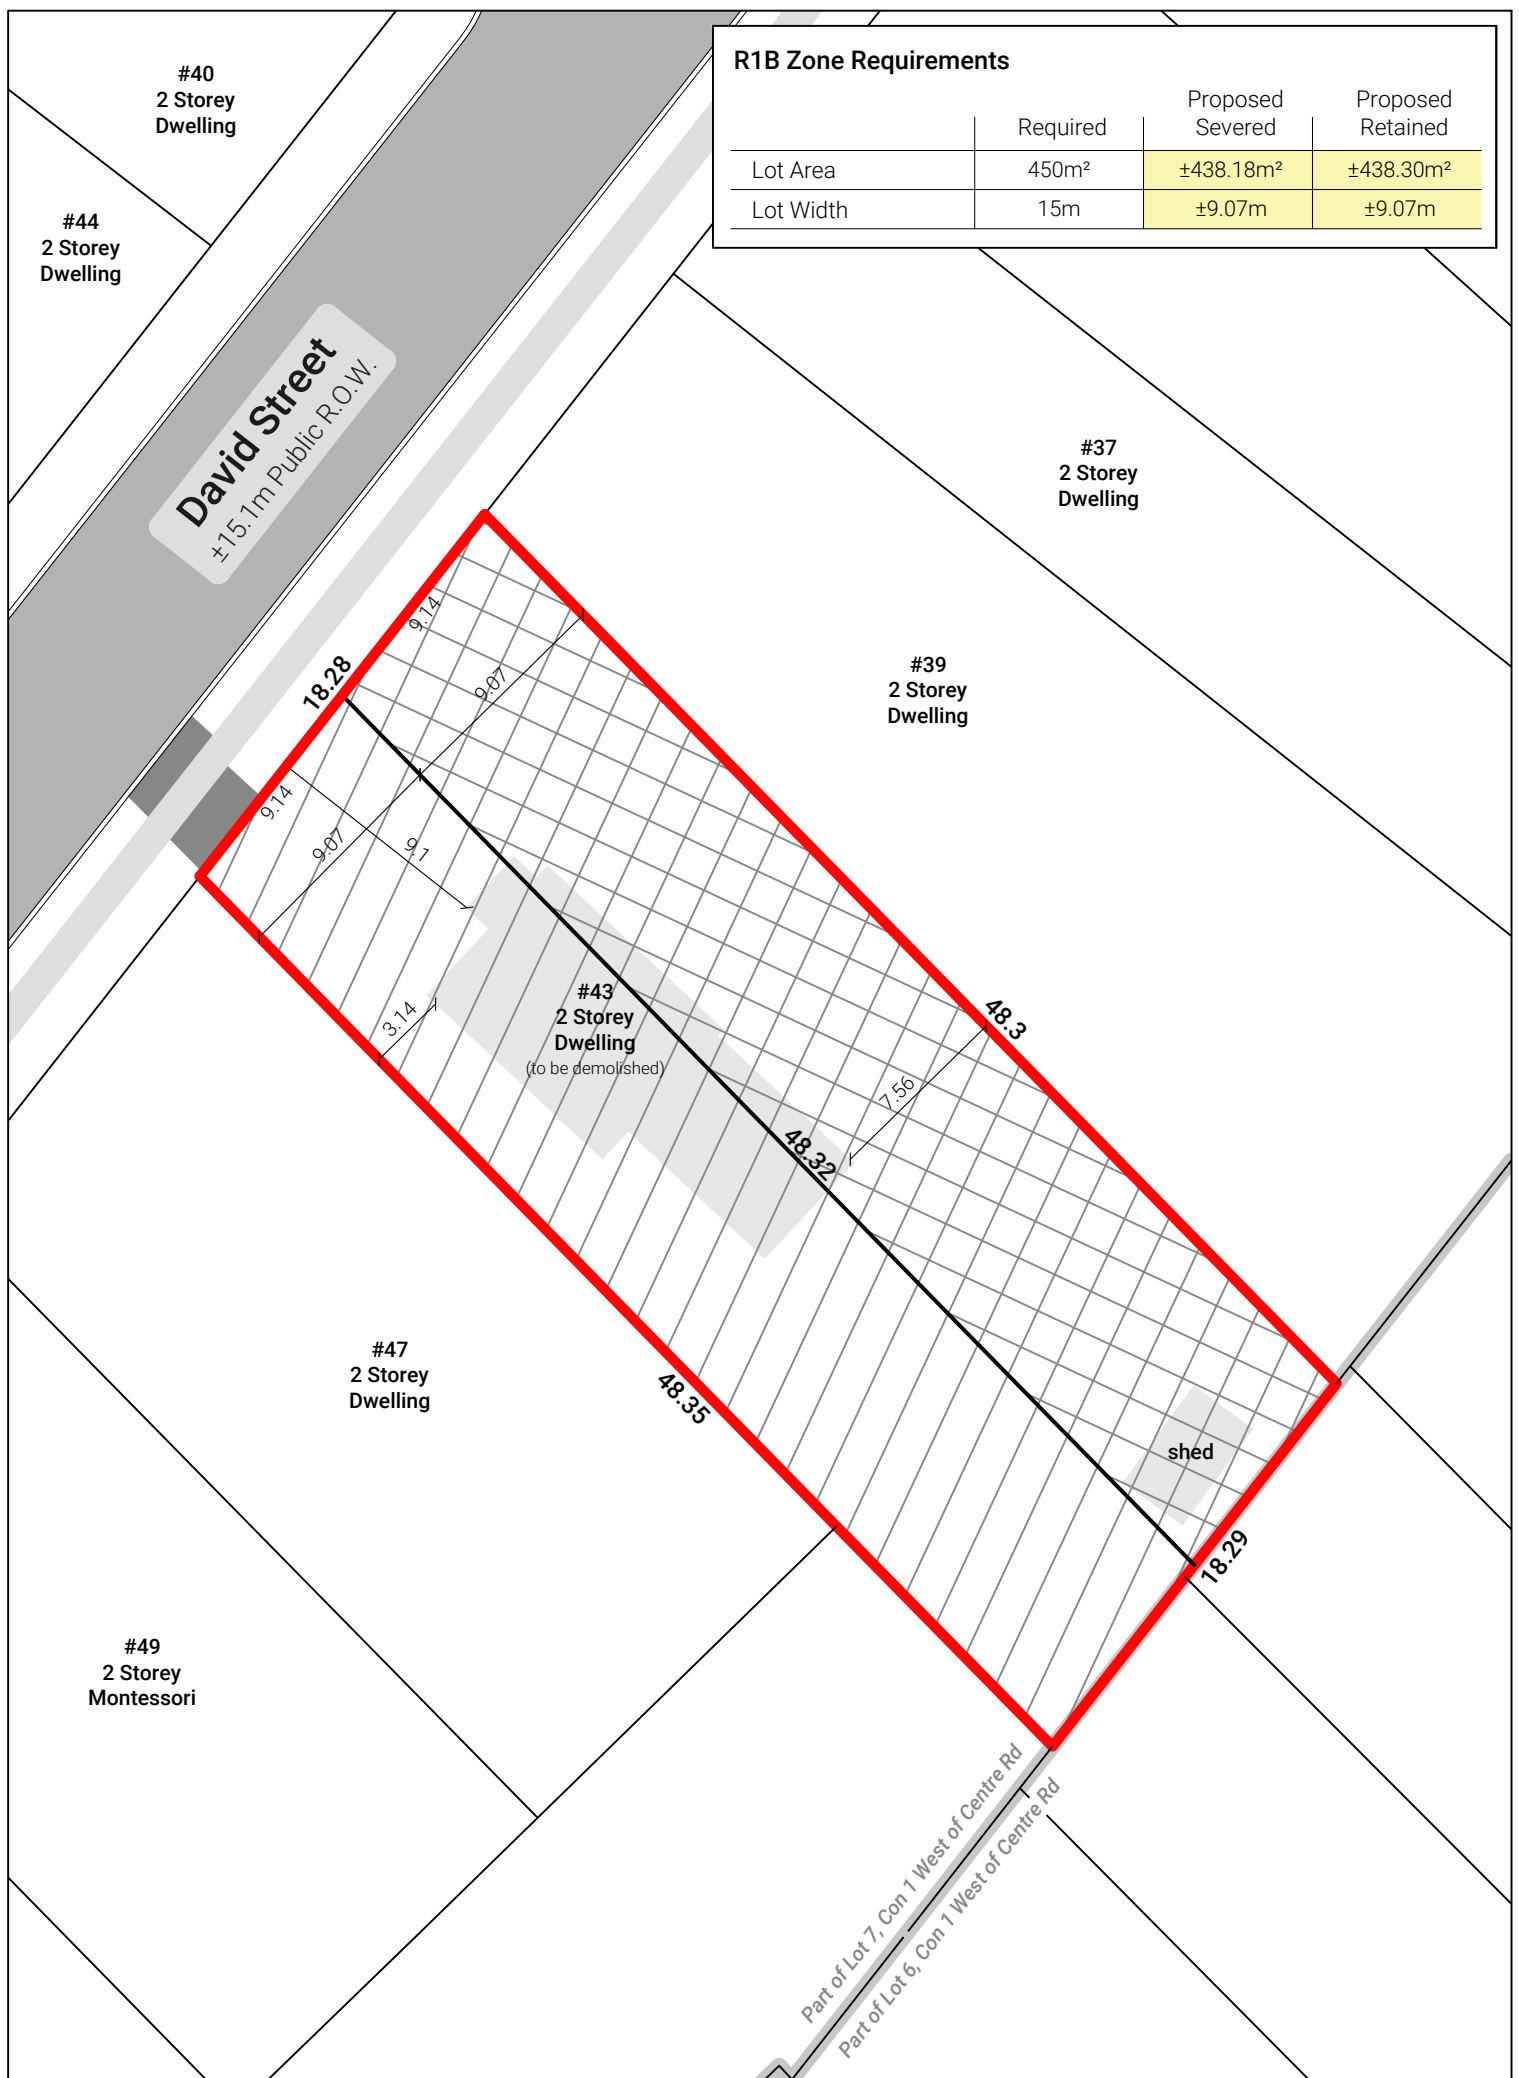 R1B Zone Requirements
Required
Proposed
Severed
Proposed
Retained
Lot Area 450m² ±438.18m² ±438.30m²
Lot Width 15m ±9.07m ±9.07m
#40
2 Storey
Dwelling
#44
2 Storey
Dwelling
David Street
±15.1m Public R.O.W.
#37
2 Storey
Dwelling
#39
2 Storey
Dwelling
9.14
18.28
9.07
9.14
9.07
9.1
3.14
#43
2 Storey
Dwelling
(to be demolished)
48.3
7.56
48.32
#47
2 Storey
Dwelling
48.35
shed
18.29
#49
2 Storey
Montessori
Part of Lot 7, Con 1 West of Centre Rd
Part of Lot 6, Con 1 West of Centre Rd